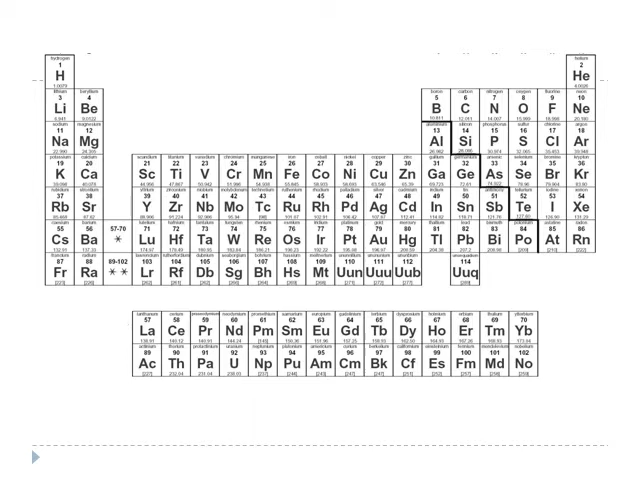 hydrogen helium
1 2
H He
1.0079 4.0026
lithium beryllium boron carbon nitrogen oxygen fluorine neon
3 4 5 6 7 8 9 10
Li Be B C N O F Ne
6.941 9.0122 10.811 12.011 14.007 15.999 18.998 20.180
sodium magnesium aluminium silicon phosphorus sulfur chlorine argon
11 12 13 14 15 16 17 18
Na Mg Al Si P S Cl Ar
22.990 24.305 26.982 28.086 30.974 32.065 35.453 39.948
potassium calcium scandium titanium vanadium chromium manganese iron cobalt nickel copper zinc gallium germanium arsenic selenium bromine krypton
19 20 21 22 23 24 25 26 27 28 29 30 31 32 33 34 35 36
K Ca Sc Ti V Cr Mn Fe Co Ni Cu Zn Ga Ge As Se Br Kr
39.098 40.078 44.956 47.867 50.942 51.996 54.938 55.845 58.933 58.693 63.546 65.39 69.723 72.61 74.922 78.96 79.904 83.80
rubidium strontium yttrium zirconium niobium molybdenum technetium ruthenium rhodium palladium silver cadmium indium tin antimony tellurium iodine xenon
37 38 39 40 41 42 43 44 45 46 47 48 49 50 51 52 53 54
Rb Sr Y Zr Nb Mo Tc Ru Rh Pd Ag Cd In Sn Sb Te I Xe
85.468 87.62 88.906 91.224 92.906 95.94 [98] 101.07 102.91 106.42 107.87 112.41 114.82 118.71 121.76 127.60 126.90 131.29
caesium barium lutetium hafnium tantalum tungsten rhenium osmium iridium platinum gold mercury thallium lead bismuth polonium astatine radon
55 56 57-70 71 72 73 74 75 76 77 78 79 80 81 82 83 84 85 86
Cs Ba * Lu Hf Ta W Re Os Ir Pt Au Hg Tl Pb Bi Po At Rn
132.91 137.33 174.97 178.49 180.95 183.84 186.21 190.23 192.22 195.08 196.97 200.59 204.38 207.2 208.98 [209] [210] [222]
francium radium lawrencium rutherfordium dubnium seaborgium bohrium hassium meitnerium ununnilium unununium ununbium ununquadium
87 88 89-102 103 104 105 106 107 108 109 110 111 112 114
Fr Ra * * Lr Rf Db Sg Bh Hs Mt Uun Uuu Uub Uuq
[223] [226] [262] [261] [262] [266] [264] [269] [268] [271] [272] [277] [289]
lanthanum cerium praseodymium neodymium promethium samarium europium gadolinium terbium dysprosium holmium erbium thulium ytterbium
57 58 59 60 61 62 63 64 65 66 67 68 69 70
La Ce Pr Nd Pm Sm Eu Gd Tb Dy Ho Er Tm Yb
138.91 140.12 140.91 144.24 [145] 150.36 151.96 157.25 158.93 162.50 164.93 167.26 168.93 173.04
actinium thorium protactinium uranium neptunium plutonium americium curium berkelium californium einsteinium fermium mendelevium nobelium
89 90 91 92 93 94 95 96 97 98 99 100 101 102
Ac Th Pa U Np Pu Am Cm Bk Cf Es Fm Md No
[227] 232.04 231.04 238.03 [237] [244] [243] [247] [247] [251] [252] [257] [258] [259]